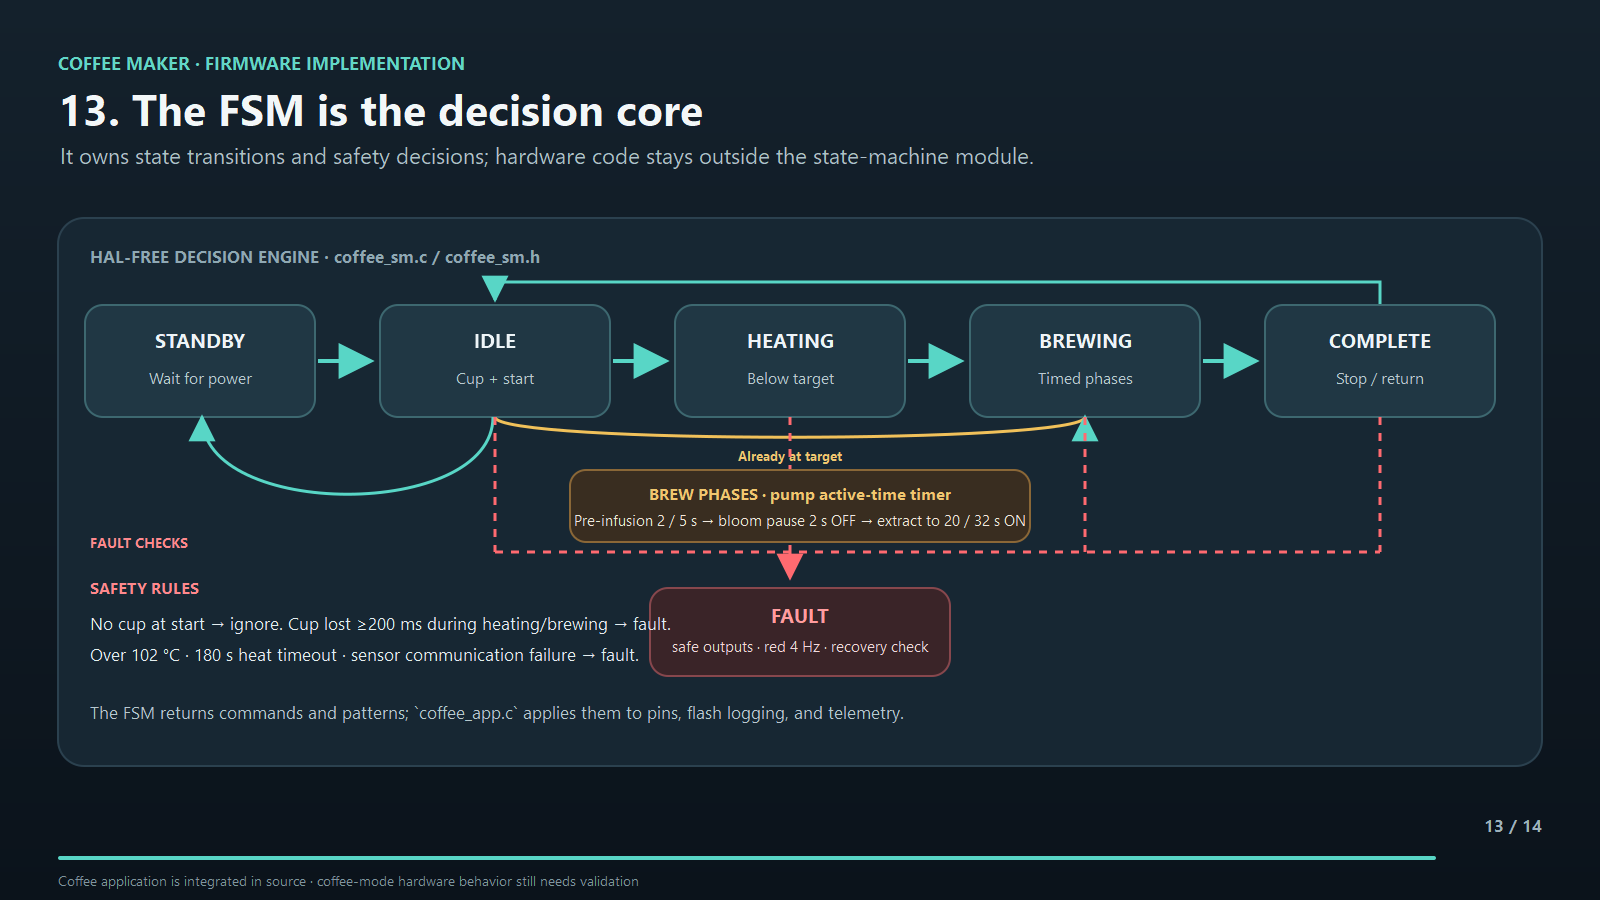 COFFEE MAKER · FIRMWARE IMPLEMENTATION
13. The FSM is the decision core
It owns state transitions and safety decisions; hardware code stays outside the state-machine module.
HAL-FREE DECISION ENGINE · coffee_sm.c / coffee_sm.h
STANDBY
Wait for power
IDLE
Cup + start
HEATING
Below target
BREWING
Timed phases
COMPLETE
Stop / return
Already at target
BREW PHASES · pump active-time timer
Pre-infusion 2 / 5 s → bloom pause 2 s OFF → extract to 20 / 32 s ON
FAULT CHECKS
SAFETY RULES
No cup at start → ignore. Cup lost ≥200 ms during heating/brewing → fault.
Over 102 °C · 180 s heat timeout · sensor communication failure → fault.
FAULT
safe outputs · red 4 Hz · recovery check
The FSM returns commands and patterns; `coffee_app.c` applies them to pins, flash logging, and telemetry.
13 / 14
Coffee application is integrated in source · coffee-mode hardware behavior still needs validation